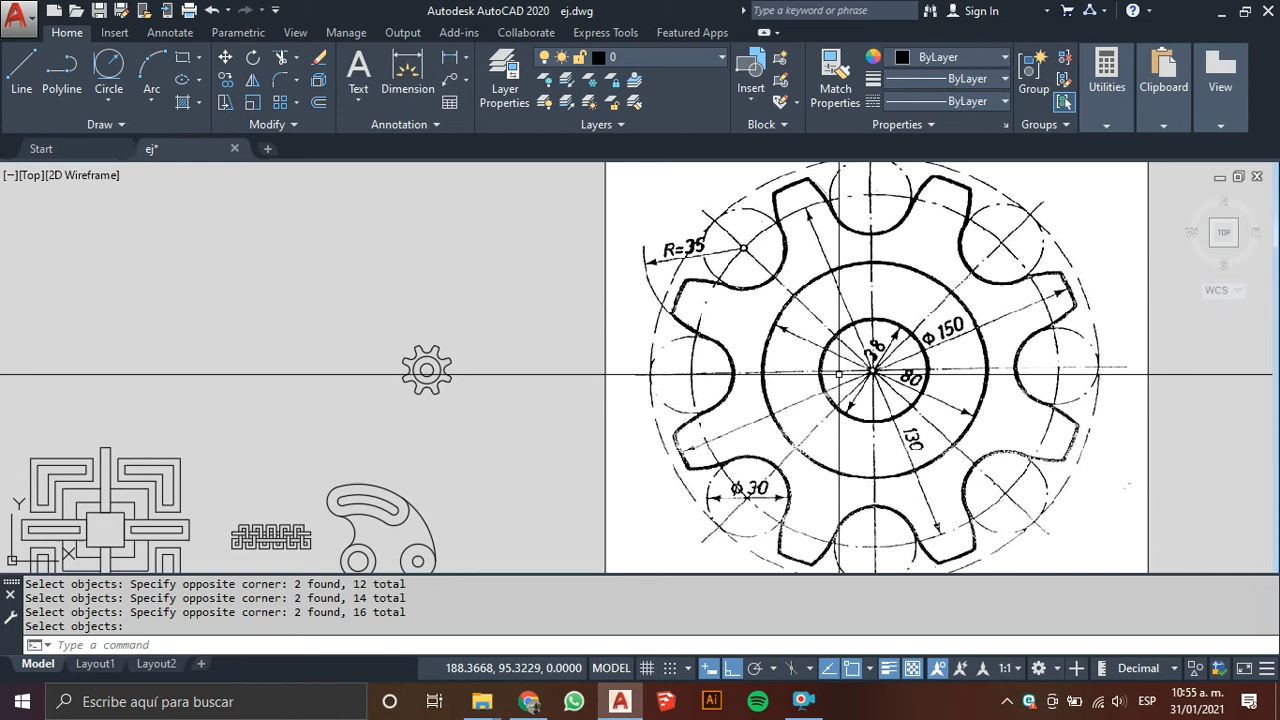 Autodesk AutoCAD 2020 ej.dwg
Type a keyword or phrase
Sign In
Home Insert Annotate Parametric View Manage Output Add-ins Collaborate Express Tools Featured Apps
0
ByLayer
ByLayer
ByLayer
Line Polyline Circle Arc
Text Dimension
Layer Properties
Insert
Match Properties
Group
Utilities Clipboard View
Draw Modify Annotation Layers Block Properties Groups
Start ej*
[−][Top][2D Wireframe]
N
W TOP E
S
WCS
R=35
ϕ 150
38
80
130
ϕ 30
Y
X
Select objects: Specify opposite corner: 2 found, 12 total
Select objects: Specify opposite corner: 2 found, 14 total
Select objects: Specify opposite corner: 2 found, 16 total
Select objects:
Type a command
Model Layout1 Layout2
188.3668, 95.3229, 0.0000 MODEL 1:1 Decimal
Escribe aquí para buscar
Ai
ESP
10:55 a. m.
31/01/2021